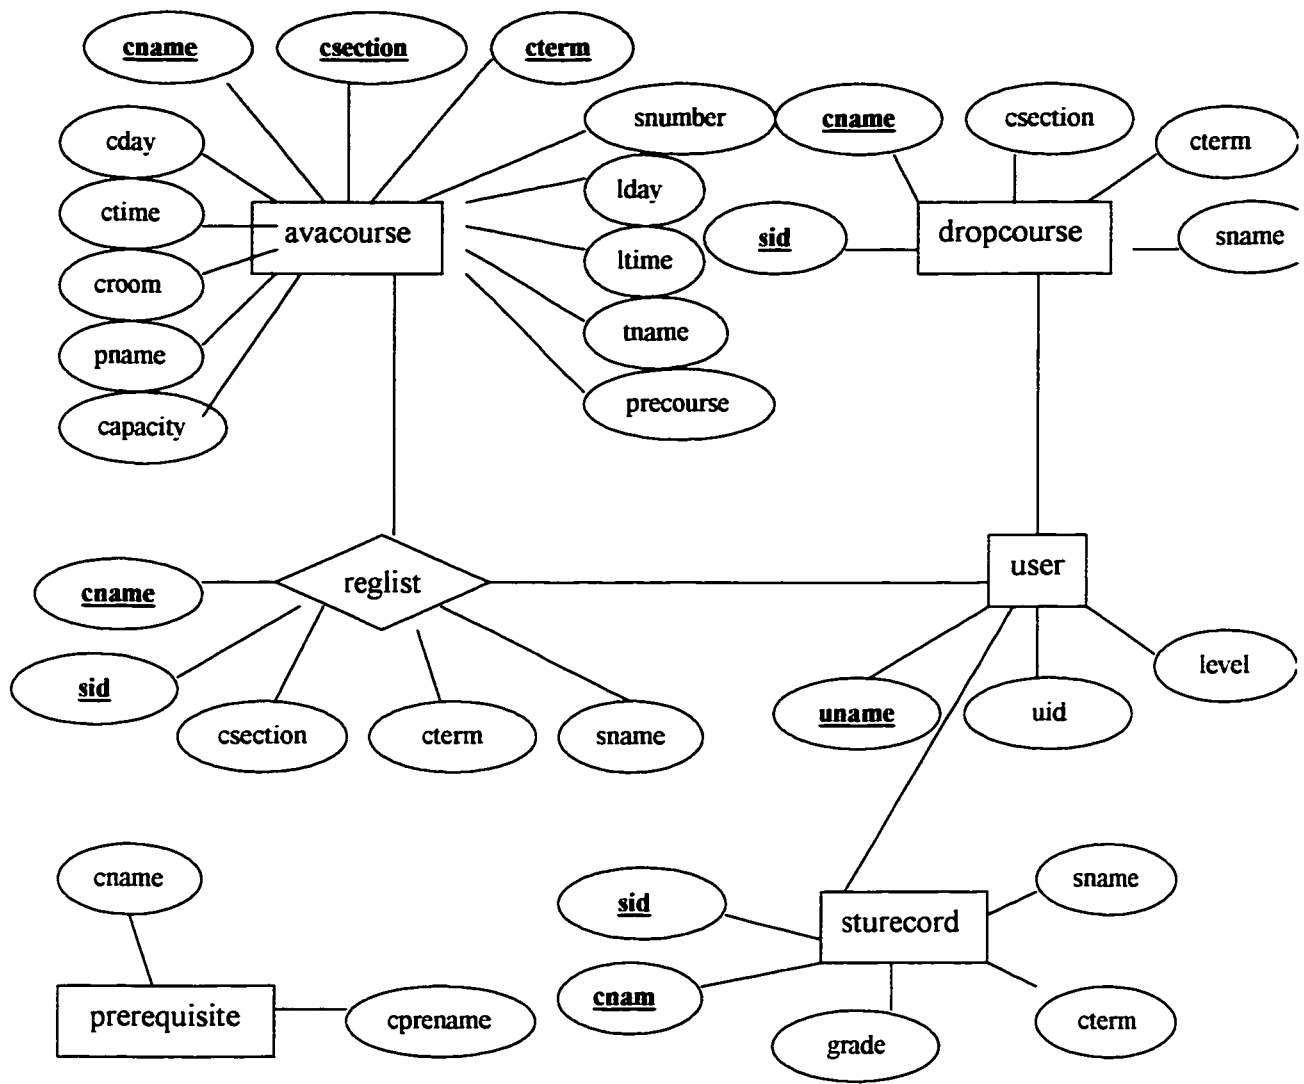 cname
csection
cterm
cday
ctime
croom
pname
capacity
avacourse
snumber
lday
ltime
tname
precourse
cname
csection
cterm
sid
dropcourse
sname
reglist
cname
sid
csection
cterm
sname
user
uname
uid
level
cname
prerequisite
cprename
sid
cnam
sturecord
sname
grade
cterm